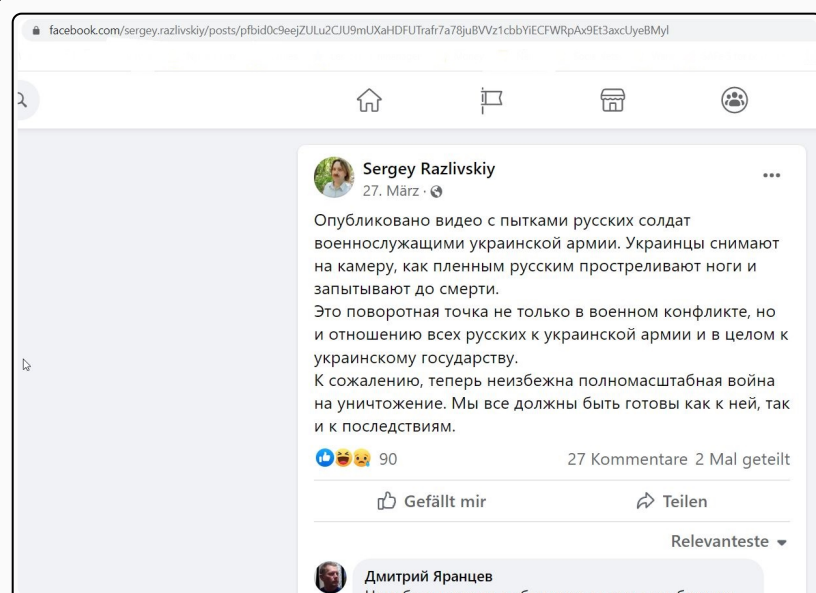 facebook.com/sergey.razlivskiy/posts/pfbid0c9eejZULu2CJU9mUXaHDFUTrafr7a78juBVVz1cbbYiECFWRpAx9Et3axcUyeBMyl
Sergey Razlivskiy
27. März ·
Опубликовано видео с пытками русских солдат
военнослужащими украинской армии. Украинцы снимают
на камеру, как пленным русским простреливают ноги и
запытывают до смерти.
Это поворотная точка не только в военном конфликте, но
и отношению всех русских к украинской армии и в целом к
украинскому государству.
К сожалению, теперь неизбежна полномасштабная война
на уничтожение. Мы все должны быть готовы как к ней, так
и к последствиям.
90 27 Kommentare 2 Mal geteilt
Gefällt mir Teilen
Relevanteste
Дмитрий Яранцев